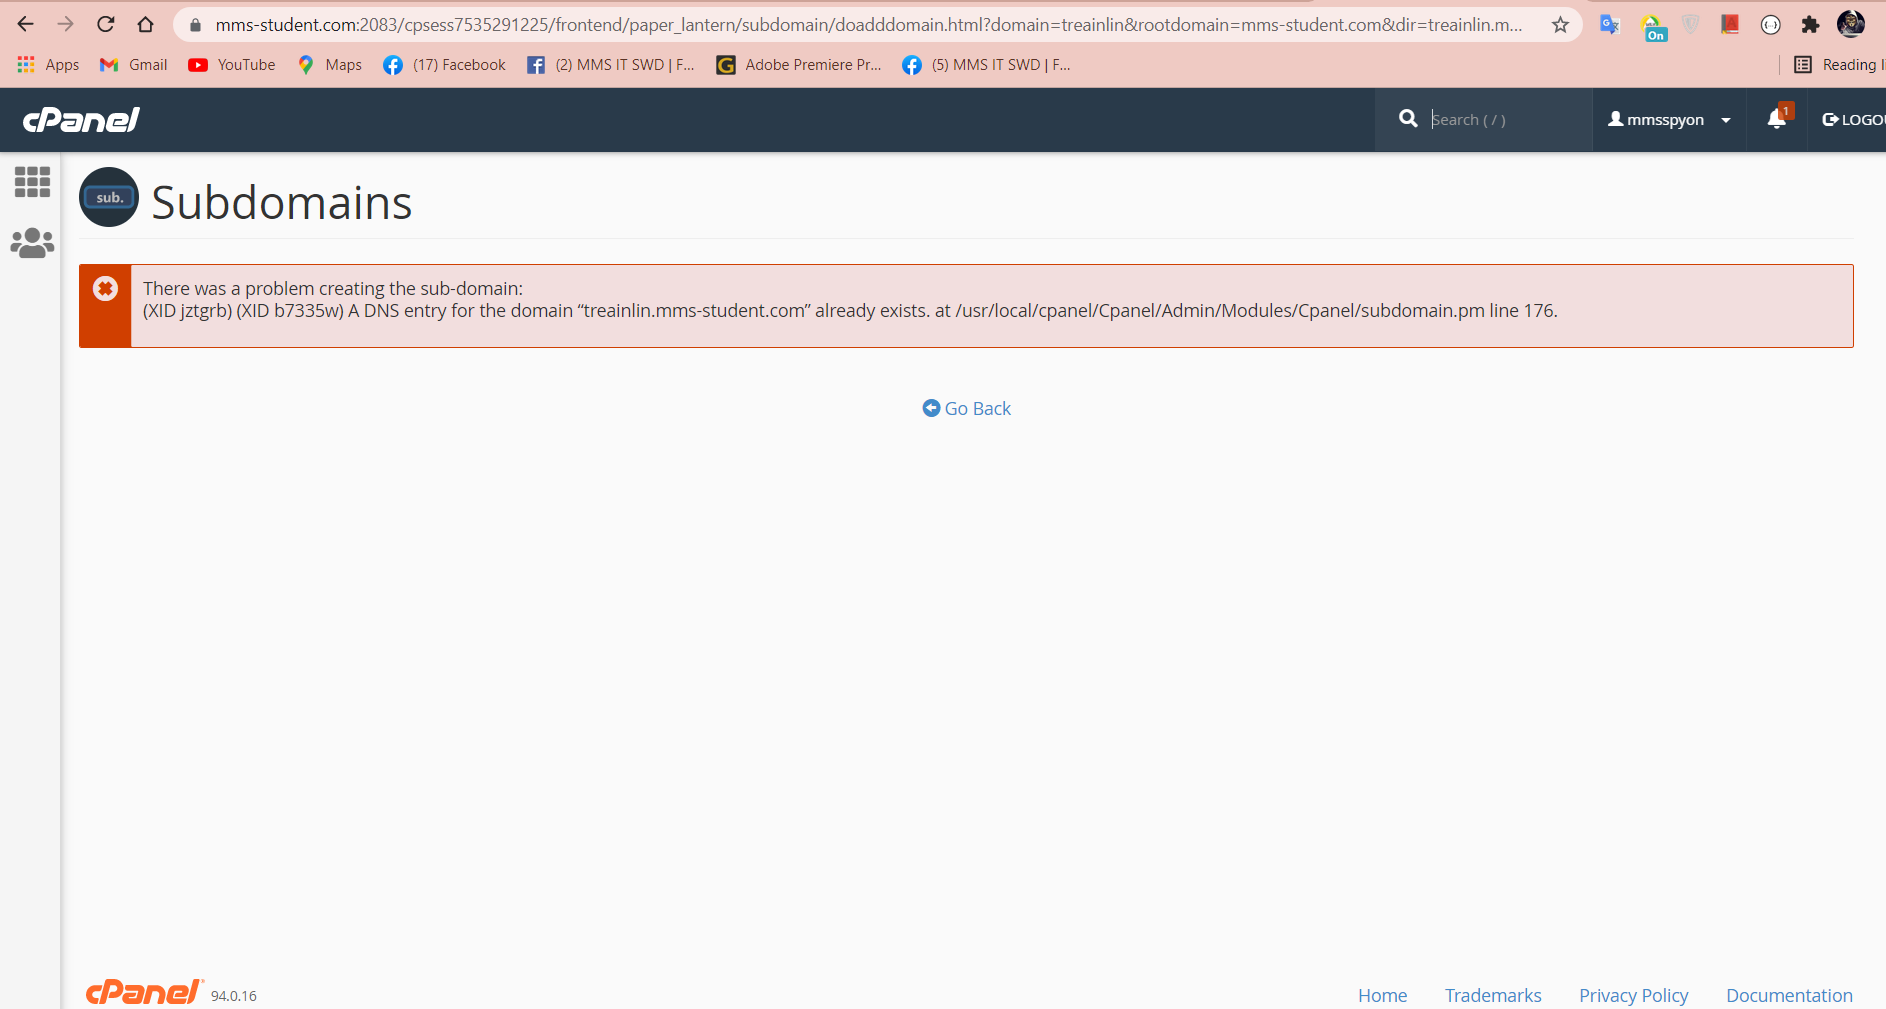 mms-student.com:2083/cpsess7535291225/frontend/paper_lantern/subdomain/doadddomain.html?domain=treainlin&rootdomain=mms-student.com&dir=treainlin.m...
On
Apps Gmail YouTube Maps (17) Facebook (2) MMS IT SWD | F... Adobe Premiere Pr... (5) MMS IT SWD | F... Reading l
cPanel Search ( / ) mmsspyon 1 LOGOU
sub. Subdomains
There was a problem creating the sub-domain:
(XID jztgrb) (XID b7335w) A DNS entry for the domain “treainlin.mms-student.com” already exists. at /usr/local/cpanel/Cpanel/Admin/Modules/Cpanel/subdomain.pm line 176.
Go Back
cPanel 94.0.16 Home Trademarks Privacy Policy Documentation